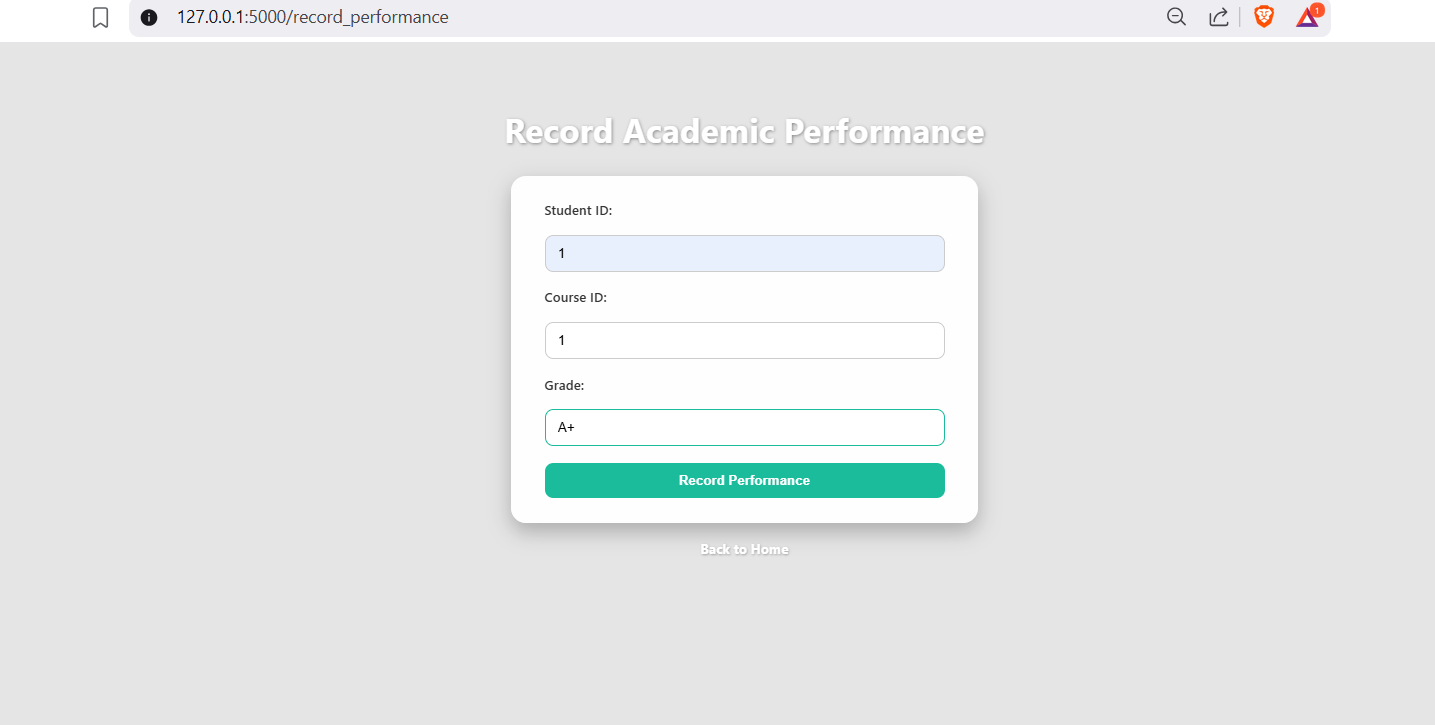 127.0.0.1:5000/record_performance
1
Record Academic Performance
Student ID:
1
Course ID:
1
Grade:
A+
Record Performance
Back to Home